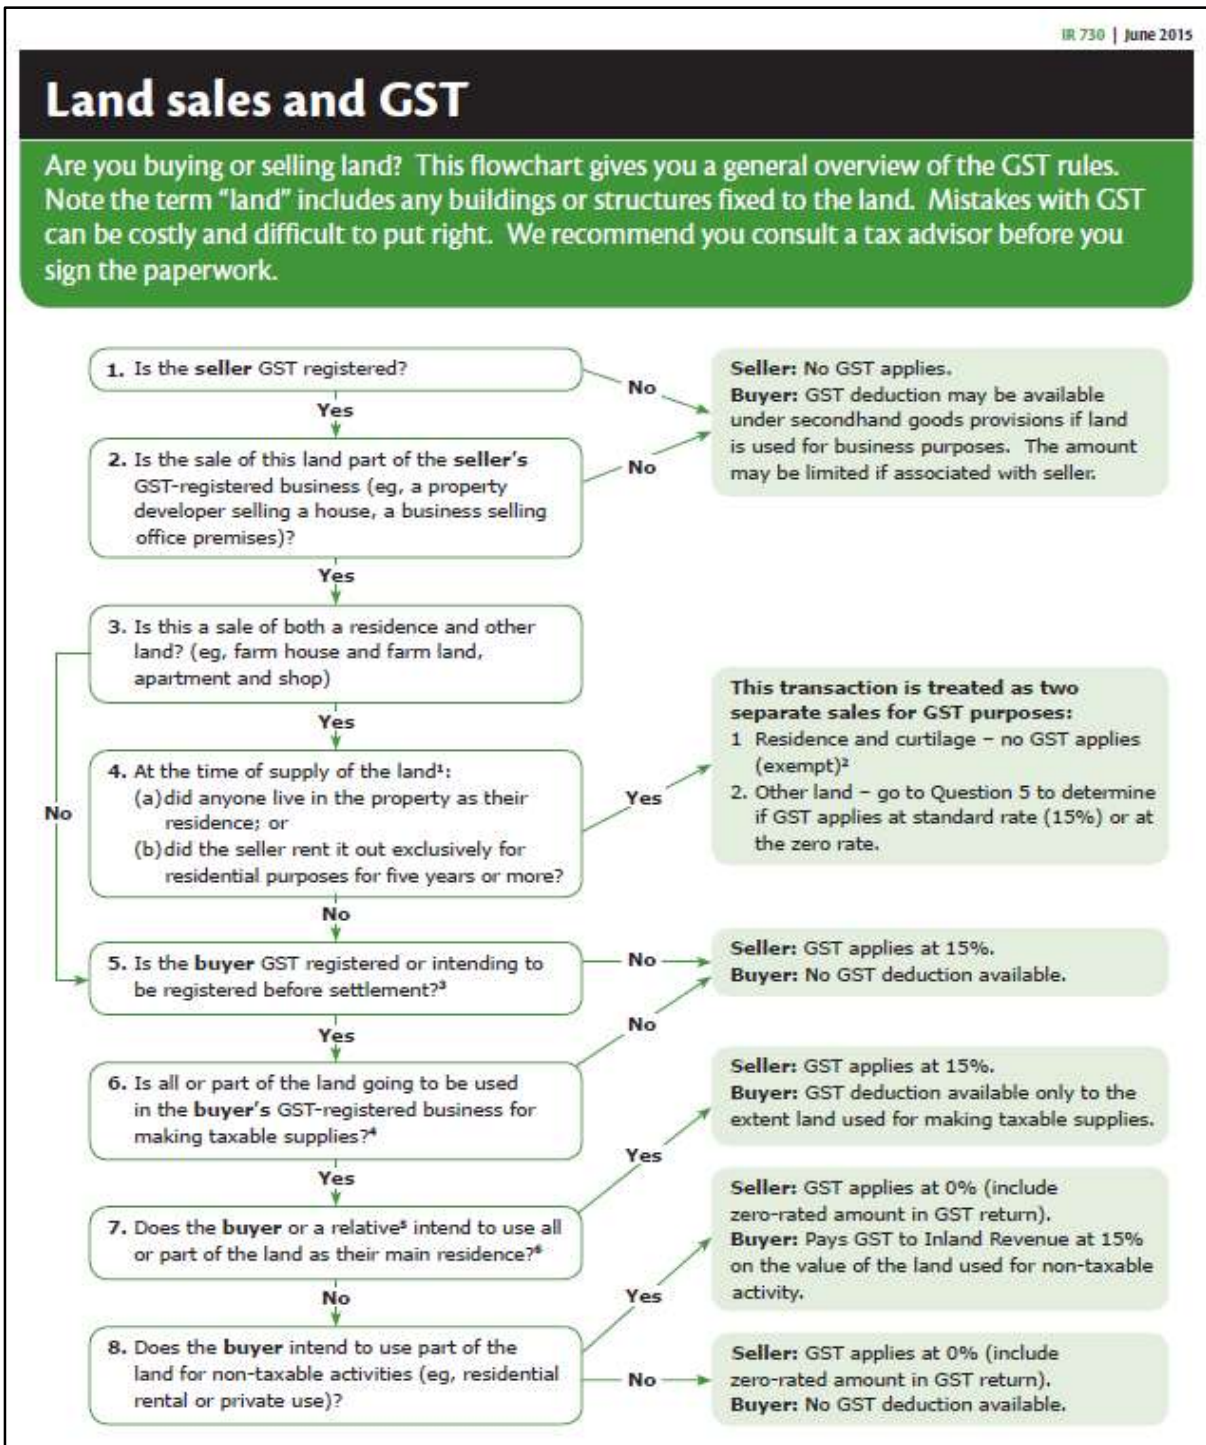 IR 730 | June 2015
Land sales and GST
Are you buying or selling land? This flowchart gives you a general overview of the GST rules.
Note the term “land” includes any buildings or structures fixed to the land. Mistakes with GST
can be costly and difficult to put right. We recommend you consult a tax advisor before you
sign the paperwork.
1. Is the seller GST registered?
No
Seller: No GST applies.
Buyer: GST deduction may be available
under secondhand goods provisions if land
is used for business purposes. The amount
may be limited if associated with seller.
Yes
2. Is the sale of this land part of the seller’s
GST-registered business (eg, a property
developer selling a house, a business selling
office premises)?
No
Yes
3. Is this a sale of both a residence and other
land? (eg, farm house and farm land,
apartment and shop)
No
Yes
4. At the time of supply of the land¹:
(a) did anyone live in the property as their
residence; or
(b) did the seller rent it out exclusively for
residential purposes for five years or more?
Yes
This transaction is treated as two
separate sales for GST purposes:
1 Residence and curtilage – no GST applies
(exempt)²
2. Other land – go to Question 5 to determine
if GST applies at standard rate (15%) or at
the zero rate.
No
5. Is the buyer GST registered or intending to
be registered before settlement?³
No
Seller: GST applies at 15%.
Buyer: No GST deduction available.
Yes
6. Is all or part of the land going to be used
in the buyer’s GST-registered business for
making taxable supplies?⁴
No
Yes
7. Does the buyer or a relative⁵ intend to use all
or part of the land as their main residence?⁶
Yes
Seller: GST applies at 15%.
Buyer: GST deduction available only to the
extent land used for making taxable supplies.
No
8. Does the buyer intend to use part of the
land for non-taxable activities (eg, residential
rental or private use)?
Yes
Seller: GST applies at 0% (include
zero-rated amount in GST return).
Buyer: Pays GST to Inland Revenue at 15%
on the value of the land used for non-taxable
activity.
No
Seller: GST applies at 0% (include
zero-rated amount in GST return).
Buyer: No GST deduction available.